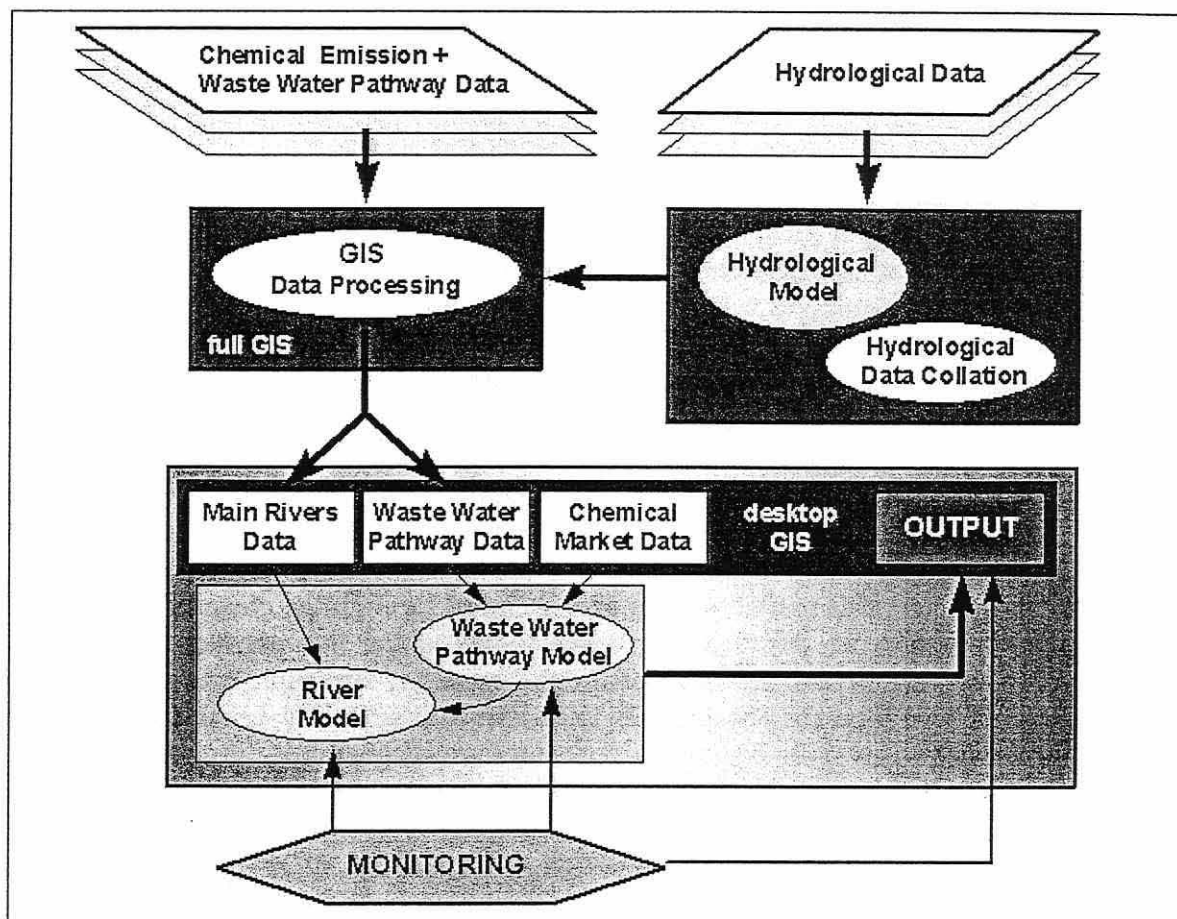 Chemical Emission +
Waste Water Pathway Data
Hydrological Data
GIS
Data Processing
full GIS
Hydrological
Model
Hydrological
Data Collation
Main Rivers
Data
Waste Water
Pathway Data
Chemical
Market Data
desktop
GIS
OUTPUT
Waste Water
Pathway Model
River
Model
MONITORING